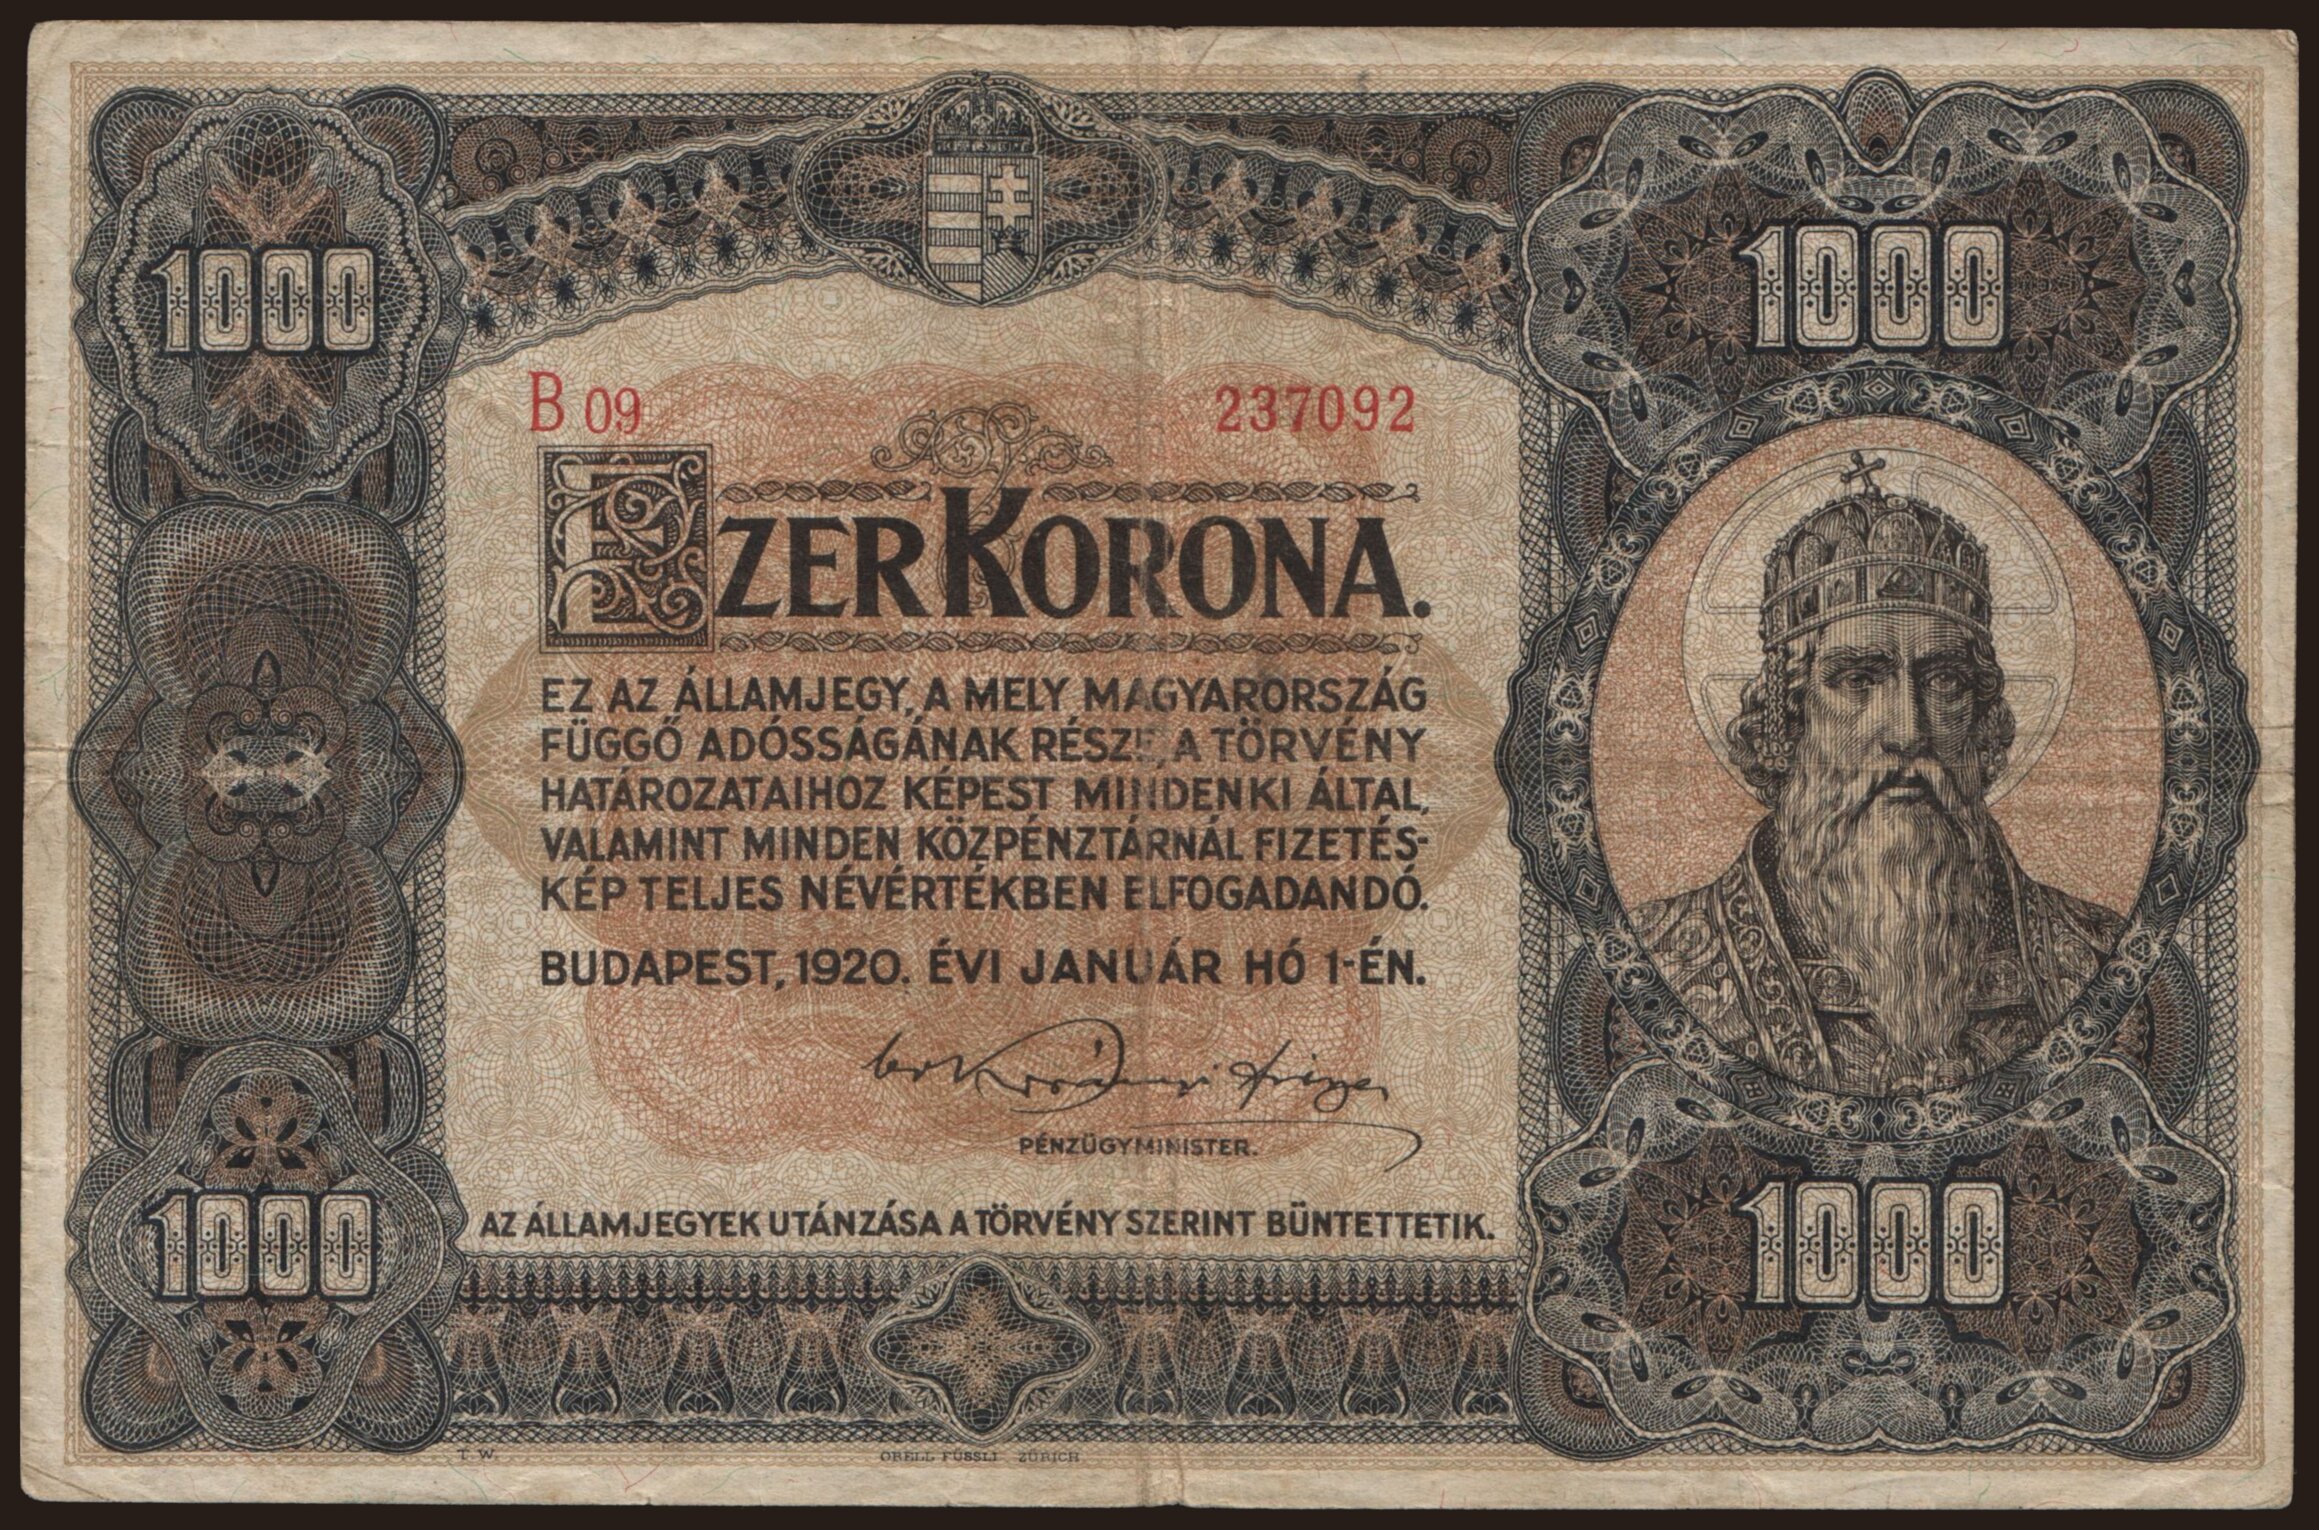 1000
1000
B 09 237092
EZER KORONA.
EZ AZ ÁLLAMJEGY, A MELY MAGYARORSZÁG
FÜGGŐ ADÓSSÁGÁNAK RÉSZE, A TÖRVÉNY
HATÁROZATAIHOZ KÉPEST MINDENKI ÁLTAL,
VALAMINT MINDEN KÖZPÉNZTÁRNÁL FIZETÉS-
KÉP TELJES NÉVÉRTÉKBEN ELFOGADANDÓ.
BUDAPEST, 1920. ÉVI JANUÁR HÓ 1-ÉN.
PÉNZÜGYMINISTER.
AZ ÁLLAMJEGYEK UTÁNZÁSA A TÖRVÉNY SZERINT BÜNTETTETIK.
1000
1000
T. W.
ORELL FÜSSLI ZÜRICH